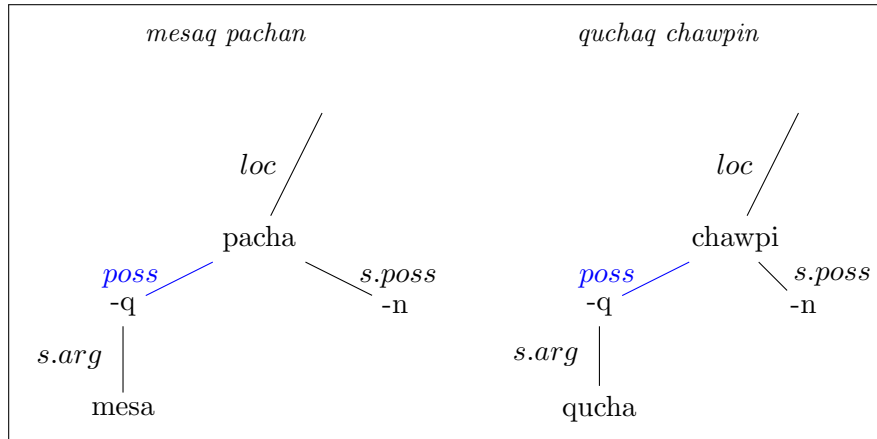 mesaq pachan quchaq chawpin
loc loc
pacha chawpi
poss s.poss poss s.poss
-q -n -q -n
s.arg s.arg
mesa qucha